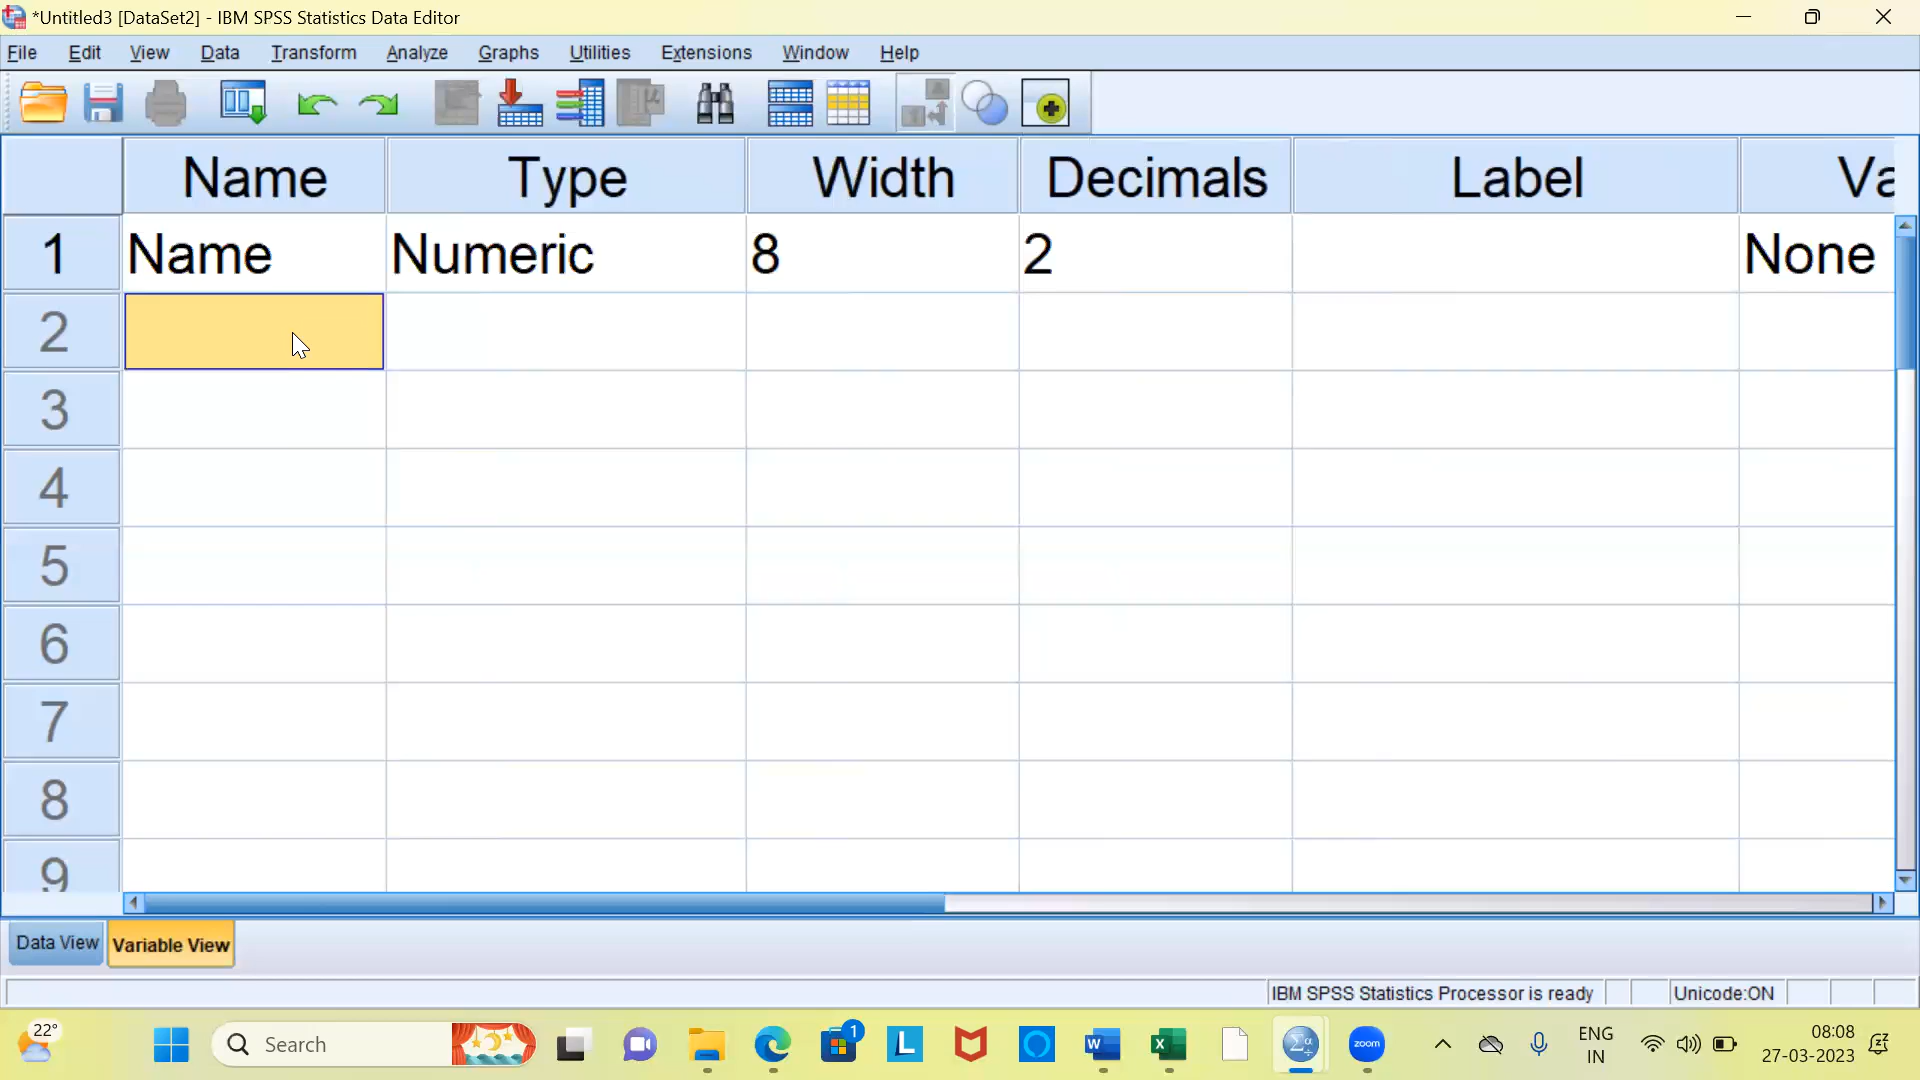 *Untitled3 [DataSet2] - IBM SPSS Statistics Data Editor
File Edit View Data Transform Analyze Graphs Utilities Extensions Window Help
Name Type Width Decimals Label Va
1 Name Numeric 8 2 None
2
3
4
5
6
7
8
9
Data View Variable View
IBM SPSS Statistics Processor is ready Unicode:ON
22° Search 1 L W X Σα zoom ENG 08:08
IN 27-03-2023